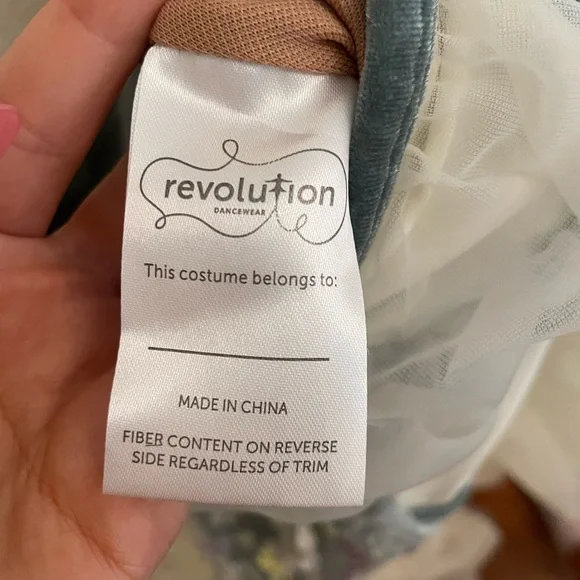 revolution
DANCEWEAR
This costume belongs to:
MADE IN CHINA
FIBER CONTENT ON REVERSE
SIDE REGARDLESS OF TRIM